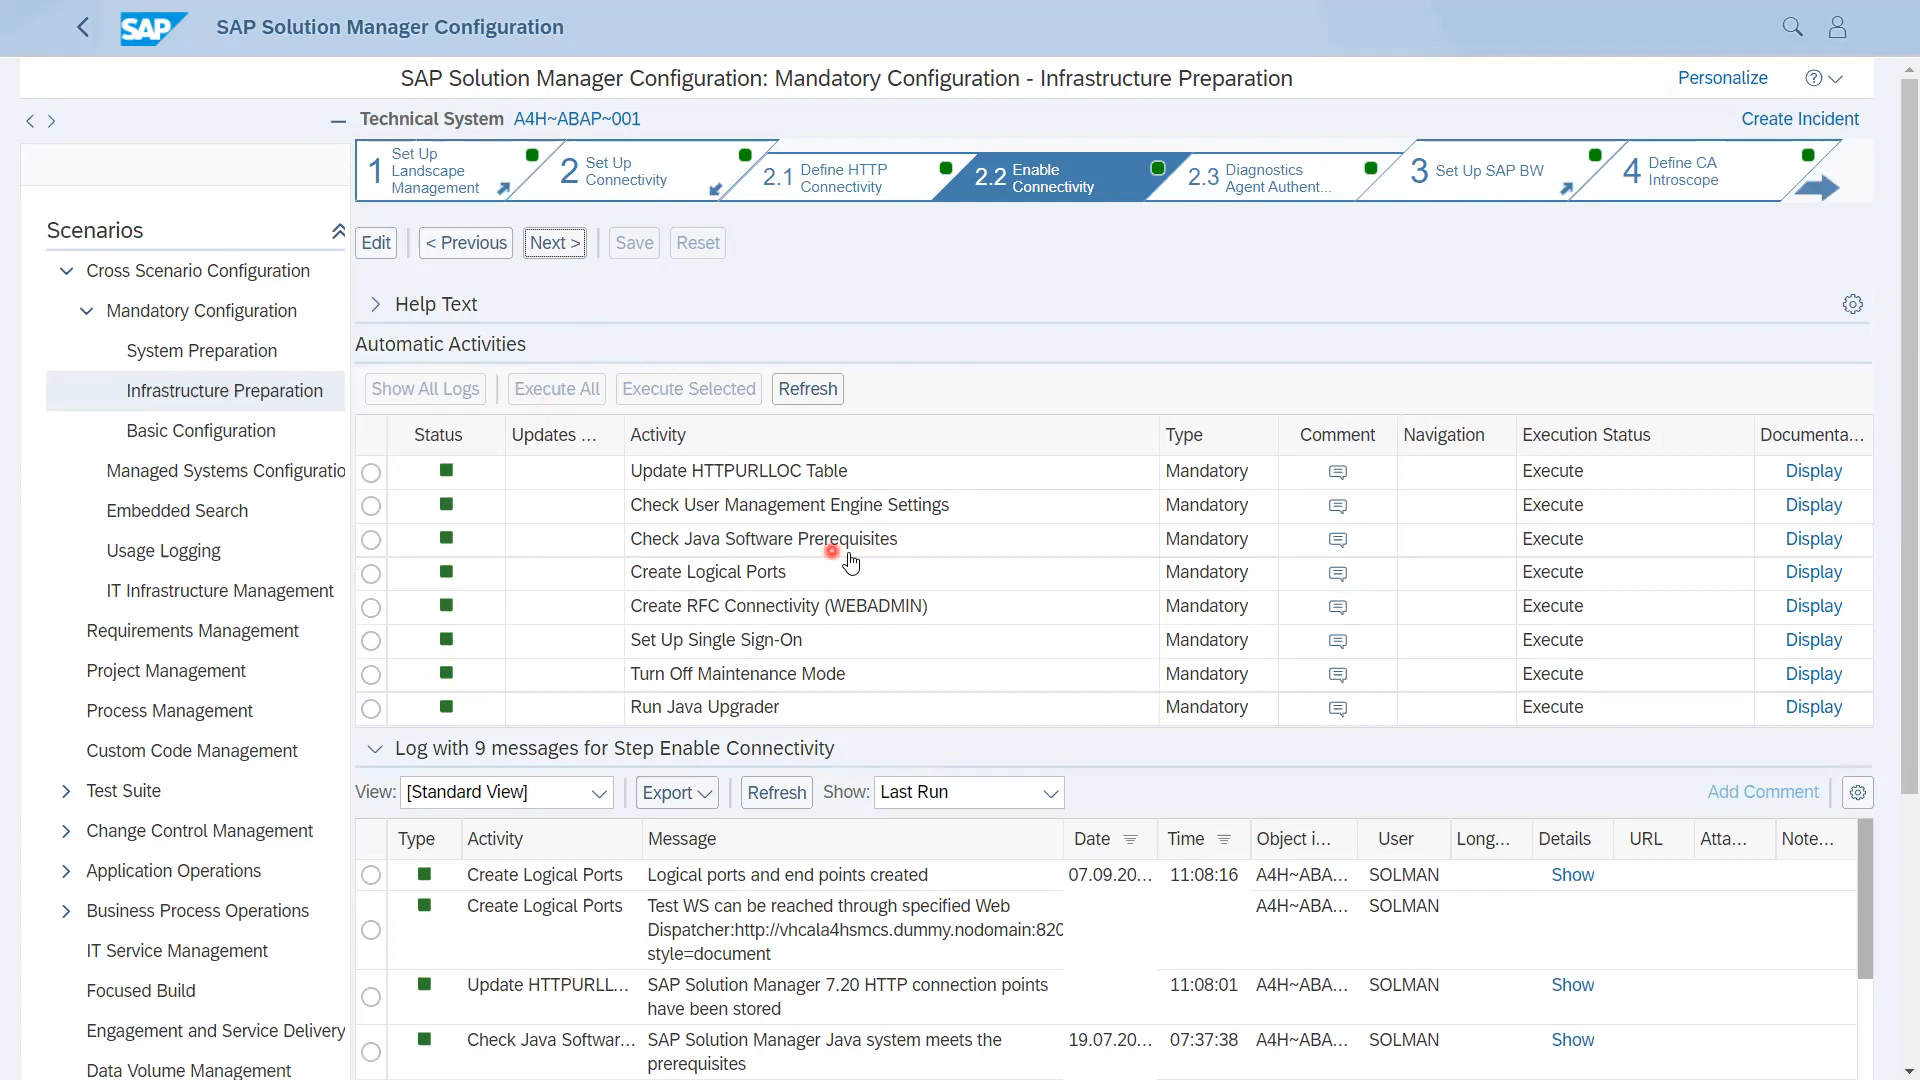 SAP
SAP Solution Manager Configuration
SAP Solution Manager Configuration: Mandatory Configuration - Infrastructure Preparation
Personalize
Technical System A4H~ABAP~001
Create Incident
1 Set Up Landscape Management
2 Set Up Connectivity
2.1 Define HTTP Connectivity
2.2 Enable Connectivity
2.3 Diagnostics Agent Authent...
3 Set Up SAP BW
4 Define CA Introscope
Edit
< Previous
Next >
Save
Reset
Scenarios
Cross Scenario Configuration
Mandatory Configuration
System Preparation
Infrastructure Preparation
Basic Configuration
Managed Systems Configuratio
Embedded Search
Usage Logging
IT Infrastructure Management
Requirements Management
Project Management
Process Management
Custom Code Management
Test Suite
Change Control Management
Application Operations
Business Process Operations
IT Service Management
Focused Build
Engagement and Service Delivery
Data Volume Management
Help Text
Automatic Activities
Show All Logs
Execute All
Execute Selected
Refresh
Status Updates ... Activity Type Comment Navigation Execution Status Documenta...
Update HTTPURLLOC Table Mandatory Execute Display
Check User Management Engine Settings Mandatory Execute Display
Check Java Software Prerequisites Mandatory Execute Display
Create Logical Ports Mandatory Execute Display
Create RFC Connectivity (WEBADMIN) Mandatory Execute Display
Set Up Single Sign-On Mandatory Execute Display
Turn Off Maintenance Mode Mandatory Execute Display
Run Java Upgrader Mandatory Execute Display
Log with 9 messages for Step Enable Connectivity
View: [Standard View] Export Refresh Show: Last Run Add Comment
Type Activity Message Date Time Object i... User Long... Details URL Atta... Note...
Create Logical Ports Logical ports and end points created 07.09.20... 11:08:16 A4H~ABA... SOLMAN Show
Create Logical Ports Test WS can be reached through specified Web A4H~ABA... SOLMAN
Dispatcher:http://vhcala4hsmcs.dummy.nodomain:820
style=document
Update HTTPURLL... SAP Solution Manager 7.20 HTTP connection points 11:08:01 A4H~ABA... SOLMAN Show
have been stored
Check Java Softwar... SAP Solution Manager Java system meets the 19.07.20... 07:37:38 A4H~ABA... SOLMAN Show
prerequisites